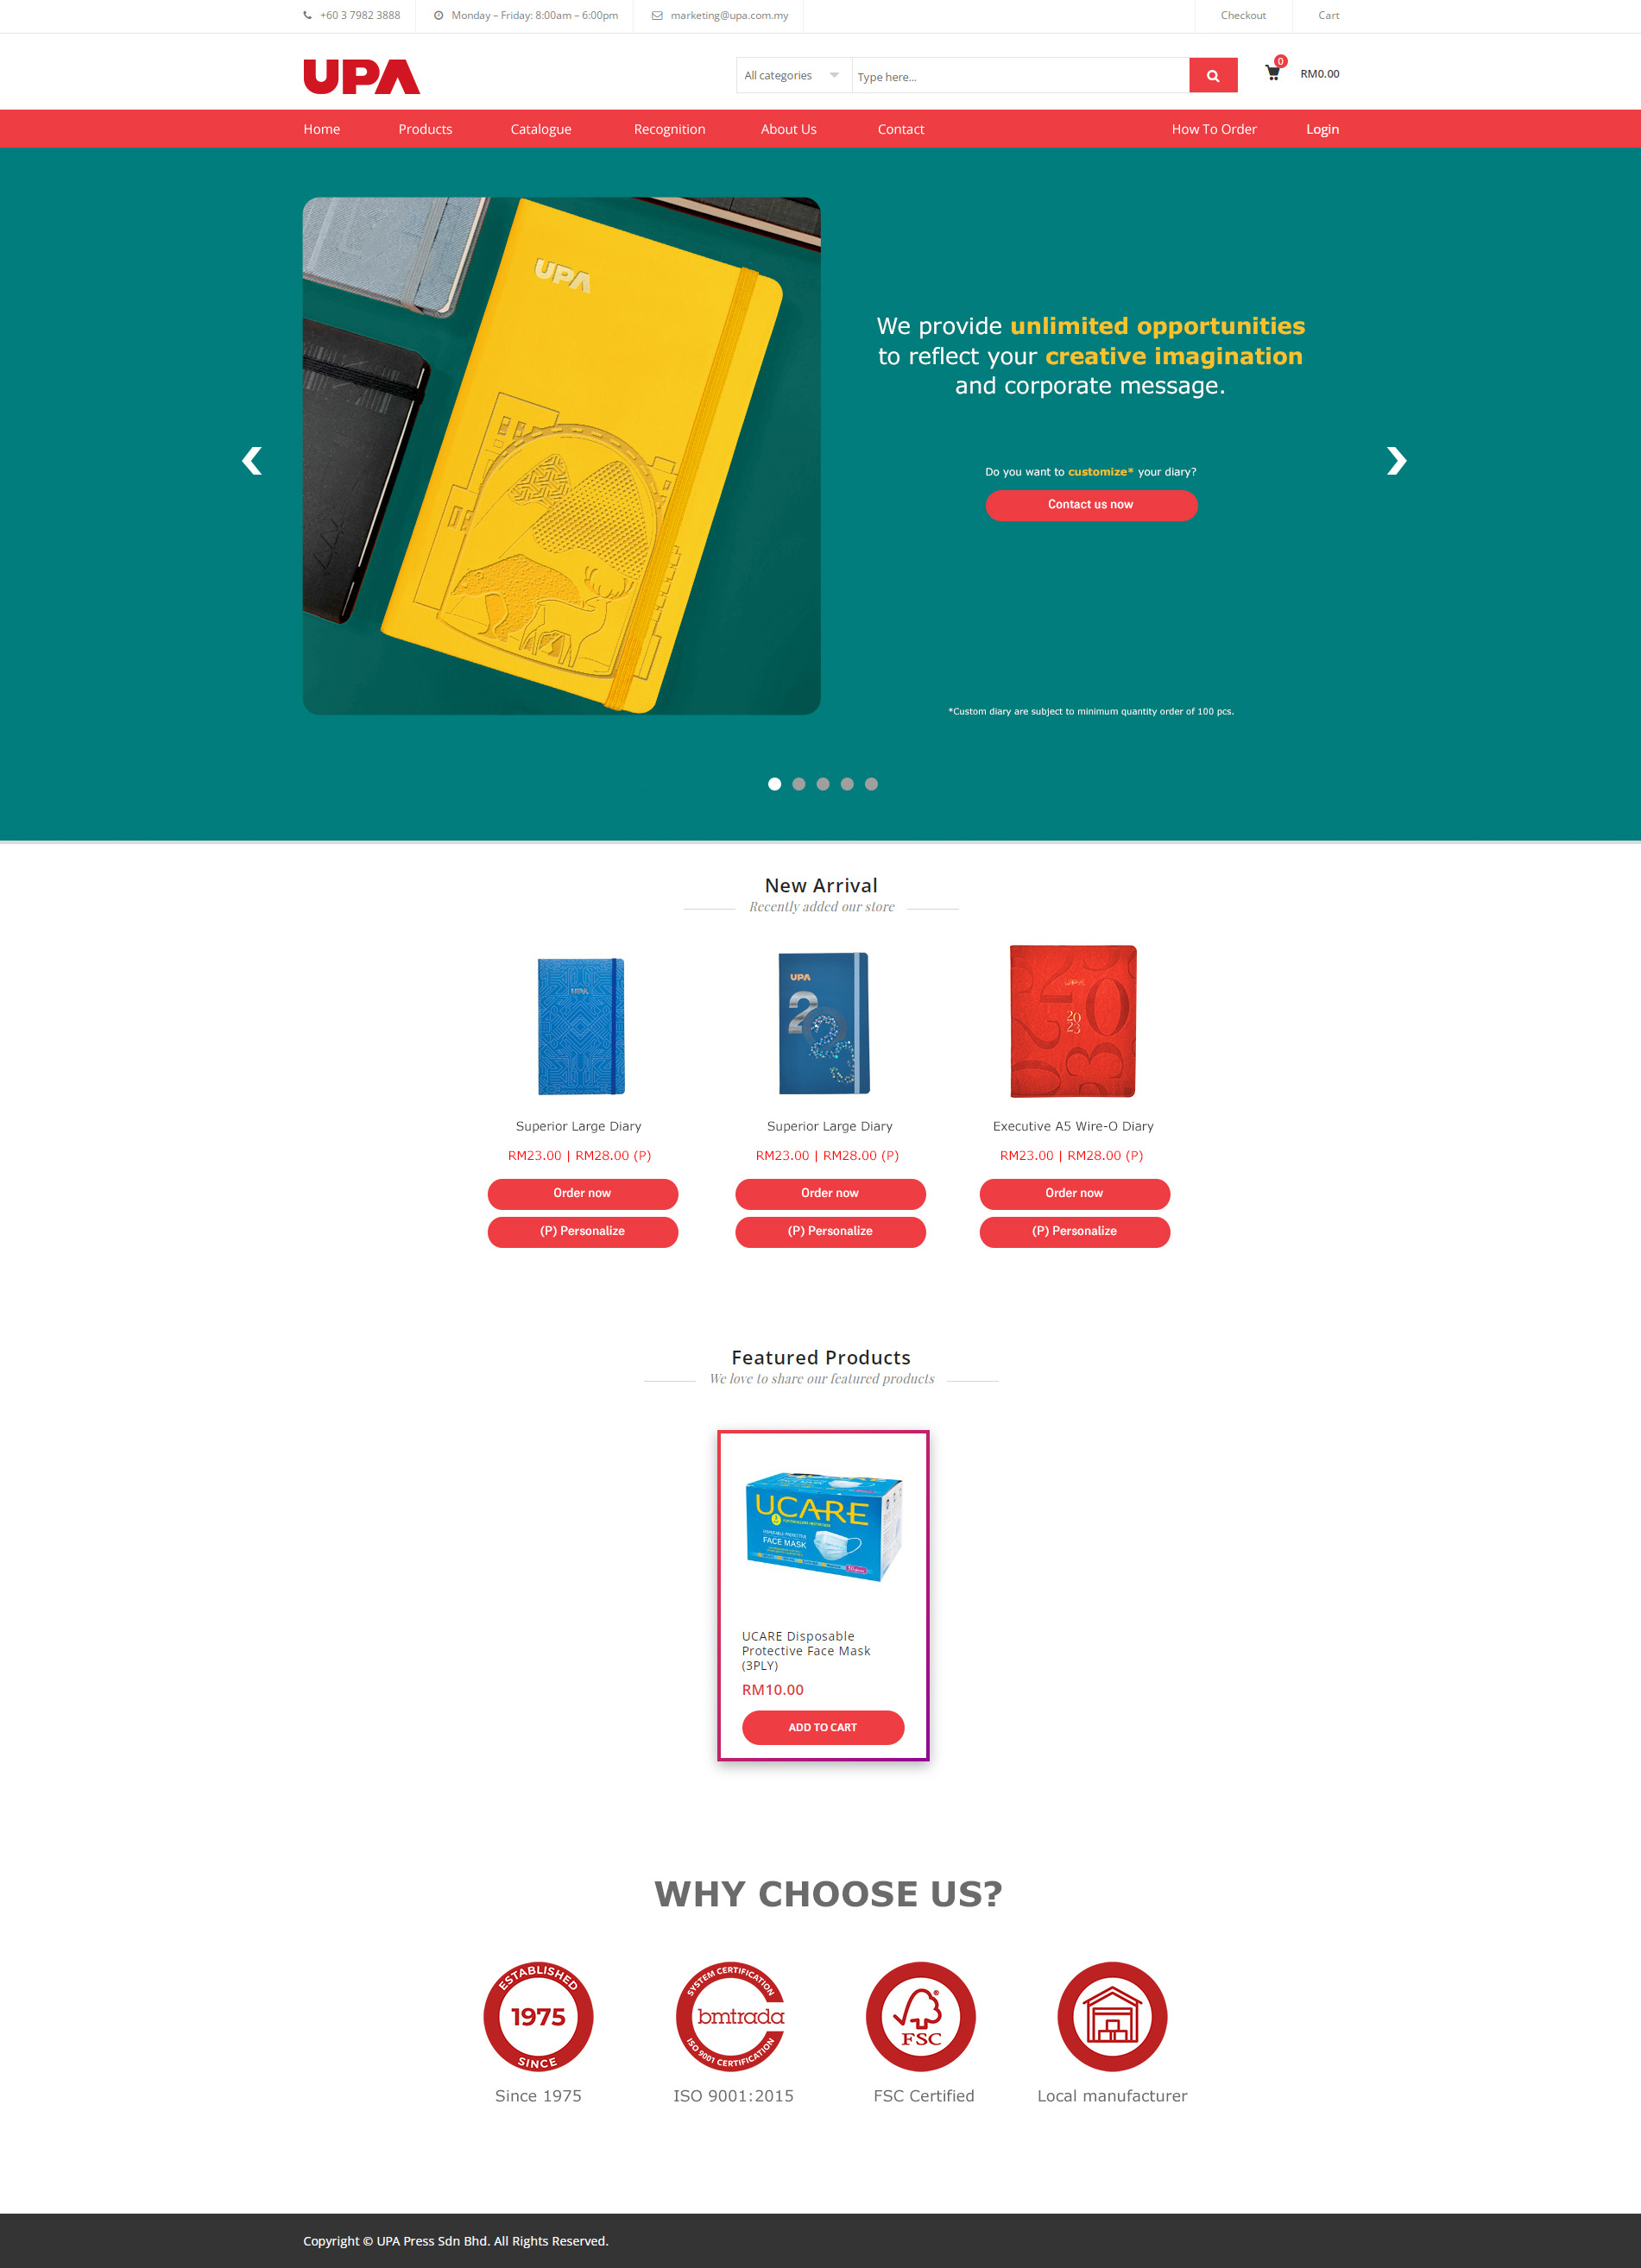 +60 3 7982 3888
Monday – Friday: 8:00am – 6:00pm
marketing@upa.com.my
Checkout
Cart
UPA
All categories
Type here...
0
RM0.00
Home
Products
Catalogue
Recognition
About Us
Contact
How To Order
Login
UPA
We provide unlimited opportunities
to reflect your creative imagination
and corporate message.
Do you want to customize* your diary?
Contact us now
*Custom diary are subject to minimum quantity order of 100 pcs.
New Arrival
Recently added our store
UPA
UPA
UPA
20
23
Superior Large Diary
Superior Large Diary
Executive A5 Wire-O Diary
RM23.00 | RM28.00 (P)
RM23.00 | RM28.00 (P)
RM23.00 | RM28.00 (P)
Order now
Order now
Order now
(P) Personalize
(P) Personalize
(P) Personalize
Featured Products
We love to share our featured products
UCARE
DISPOSABLE PROTECTIVE
FACE MASK
UCARE Disposable
Protective Face Mask
(3PLY)
RM10.00
ADD TO CART
WHY CHOOSE US?
ESTABLISHED
1975
SINCE
SYSTEM CERTIFICATION
bmtrada
ISO 9001 CERTIFICATION
FSC
Since 1975
ISO 9001:2015
FSC Certified
Local manufacturer
Copyright © UPA Press Sdn Bhd. All Rights Reserved.